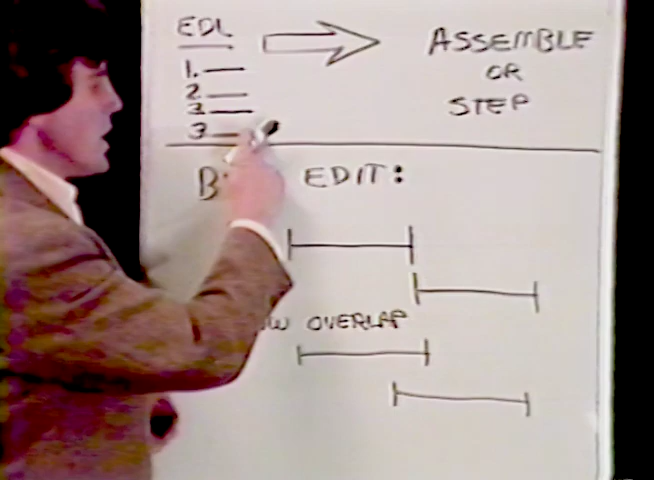 EDL
1.
2
3
3
ASSEMBLE
OR
STEP
EDIT:
OVERLAP